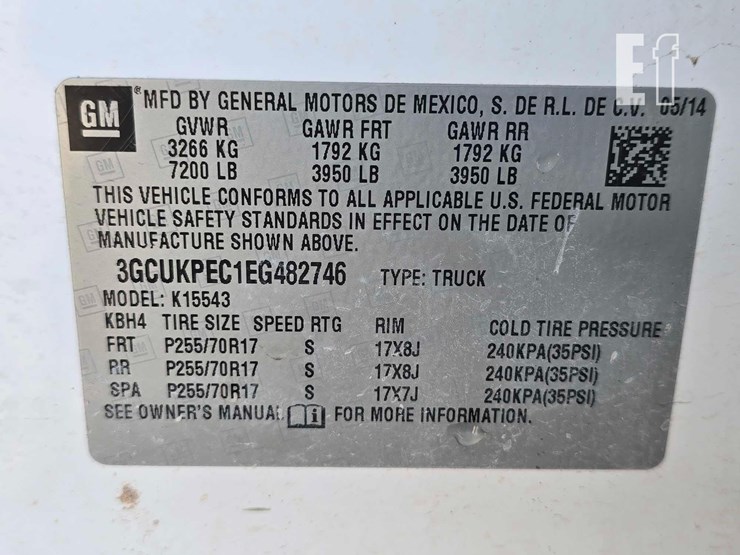 Ef
GM *MFD BY GENERAL MOTORS DE MEXICO, S. DE R.L. DE C.V. 05/14
GVWR GAWR FRT GAWR RR
3266 KG 1792 KG 1792 KG
7200 LB 3950 LB 3950 LB
THIS VEHICLE CONFORMS TO ALL APPLICABLE U.S. FEDERAL MOTOR
VEHICLE SAFETY STANDARDS IN EFFECT ON THE DATE OF
MANUFACTURE SHOWN ABOVE.
3GCUKPEC1EG482746 TYPE: TRUCK
MODEL: K15543
KBH4 TIRE SIZE SPEED RTG RIM COLD TIRE PRESSURE
FRT P255/70R17 S 17X8J 240KPA(35PSI)
RR P255/70R17 S 17X8J 240KPA(35PSI)
SPA P255/70R17 S 17X7J 240KPA(35PSI)
SEE OWNER'S MANUAL i FOR MORE INFORMATION.